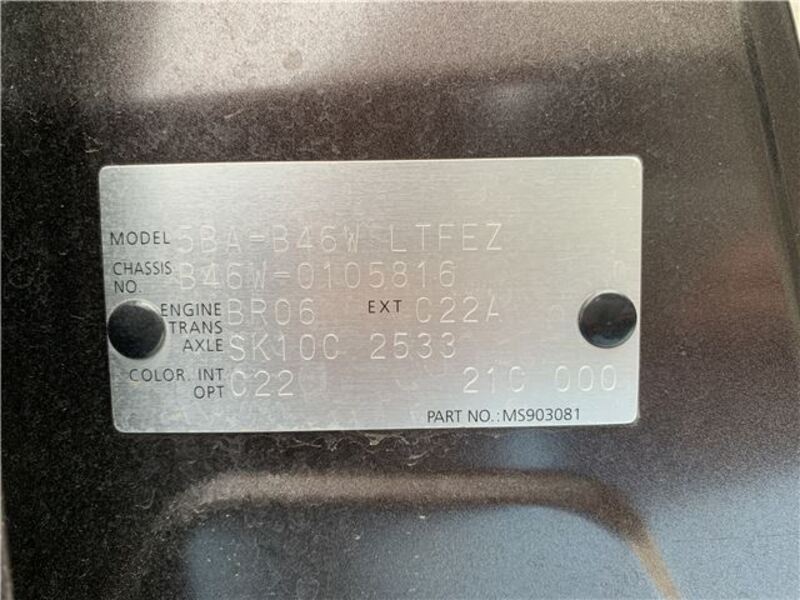 MODEL 5BA-B46W LTFEZ
CHASSIS NO. B46W-0105816
ENGINE BR06 EXT C22A
TRANS AXLE SK10C 2533
COLOR. INT OPT C22 21C 000
PART NO.: MS903081